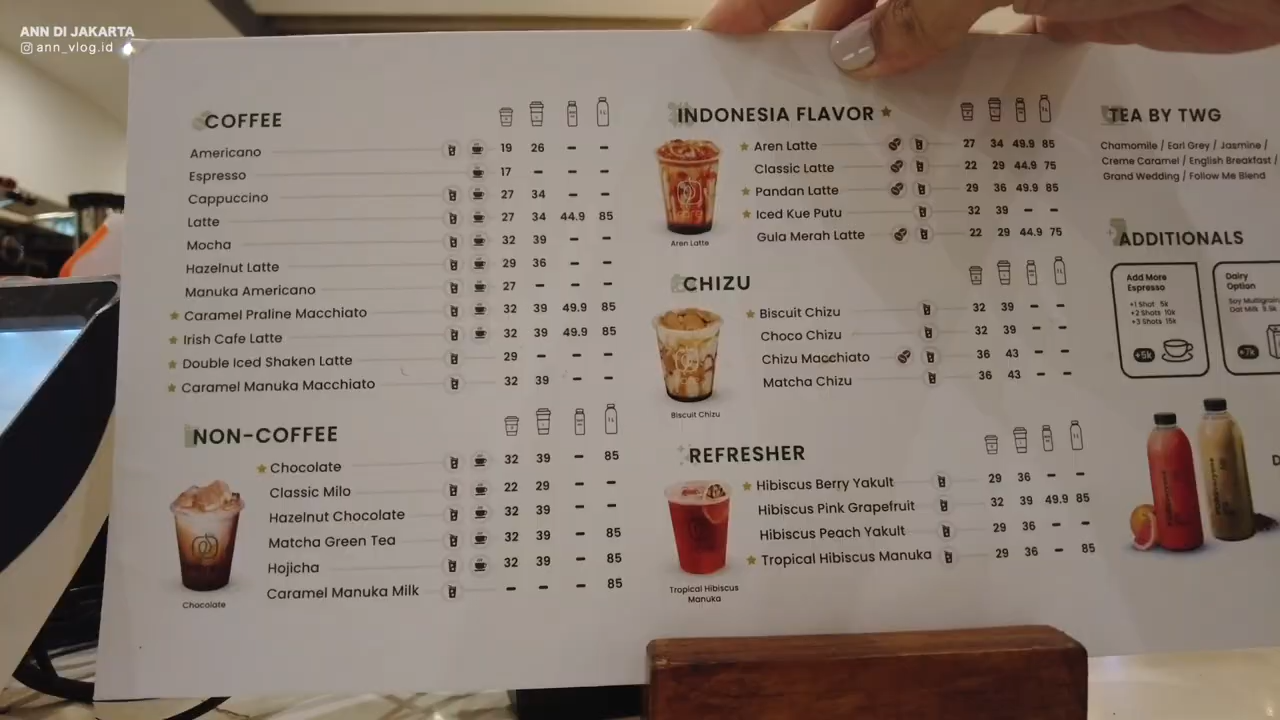 ANN DI JAKARTA
ann_vlog.id
COFFEE
Americano 19 26 - -
Espresso 17 - - -
Cappuccino 27 34 - -
Latte 27 34 44.9 85
Mocha 32 39 - -
Hazelnut Latte 29 36 - -
Manuka Americano 27 - - -
Caramel Praline Macchiato 32 39 49.9 85
Irish Cafe Latte 32 39 49.9 85
Double Iced Shaken Latte 29 - - -
Caramel Manuka Macchiato 32 39 - -
NON-COFFEE
Chocolate 32 39 - 85
Classic Milo 22 29 - -
Hazelnut Chocolate 32 39 - -
Matcha Green Tea 32 39 - 85
Hojicha 32 39 - 85
Caramel Manuka Milk - - - 85
Chocolate
INDONESIA FLAVOR
Aren Latte 27 34 49.9 85
Classic Latte 22 29 44.9 75
Pandan Latte 29 36 49.9 85
Iced Kue Putu 32 39 - -
Gula Merah Latte 22 29 44.9 75
Aren Latte
CHIZU
Biscuit Chizu 32 39 - -
Choco Chizu 32 39 - -
Chizu Macchiato 36 43 - -
Matcha Chizu 36 43 - -
Biscuit Chizu
REFRESHER
Hibiscus Berry Yakult 29 36 - -
Hibiscus Pink Grapefruit 32 39 49.9 85
Hibiscus Peach Yakult 29 36 - -
Tropical Hibiscus Manuka 29 36 - 85
Tropical Hibiscus
Manuka
TEA BY TWG
Chamomile / Earl Grey / Jasmine /
Creme Caramel / English Breakfast /
Grand Wedding / Follow Me Blend
ADDITIONALS
Add More
Espresso
+1 Shot 5k
+2 Shots 10k
+3 Shots 15k
+5k
Dairy
Option
Soy Multigrain
Oat Milk 9.9k
+7k